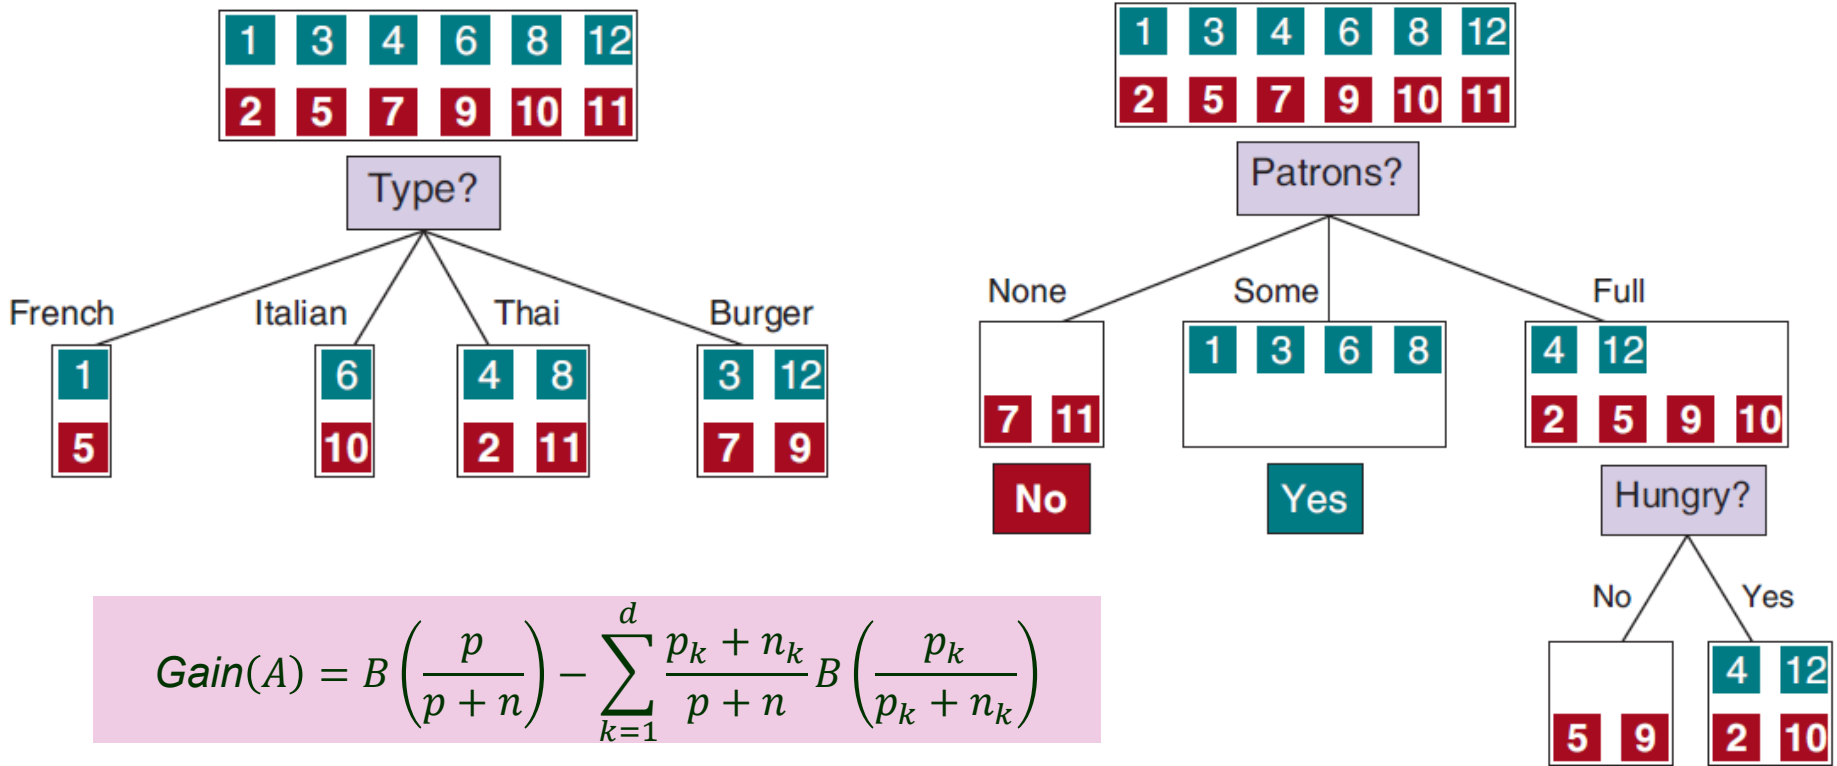 1 3 4 6 8 12
2 5 7 9 10 11
Type?
French Italian Thai Burger
1 6 4 8 3 12
5 10 2 11 7 9
1 3 4 6 8 12
2 5 7 9 10 11
Patrons?
None Some Full
1 3 6 8 4 12
7 11 2 5 9 10
No Yes Hungry?
No Yes
4 12
5 9 2 10
Gain(A) = B(p/(p + n)) − ∑_{k=1}^{d} (p_k + n_k)/(p + n) B(p_k/(p_k + n_k))